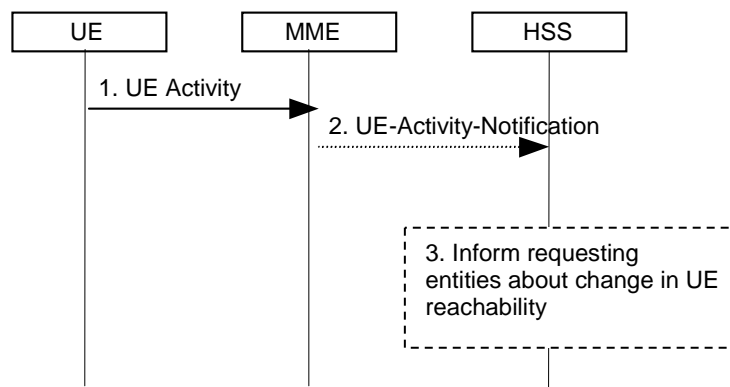 UE MME HSS
1. UE Activity
2. UE-Activity-Notification
3. Inform requesting
entities about change in UE
reachability